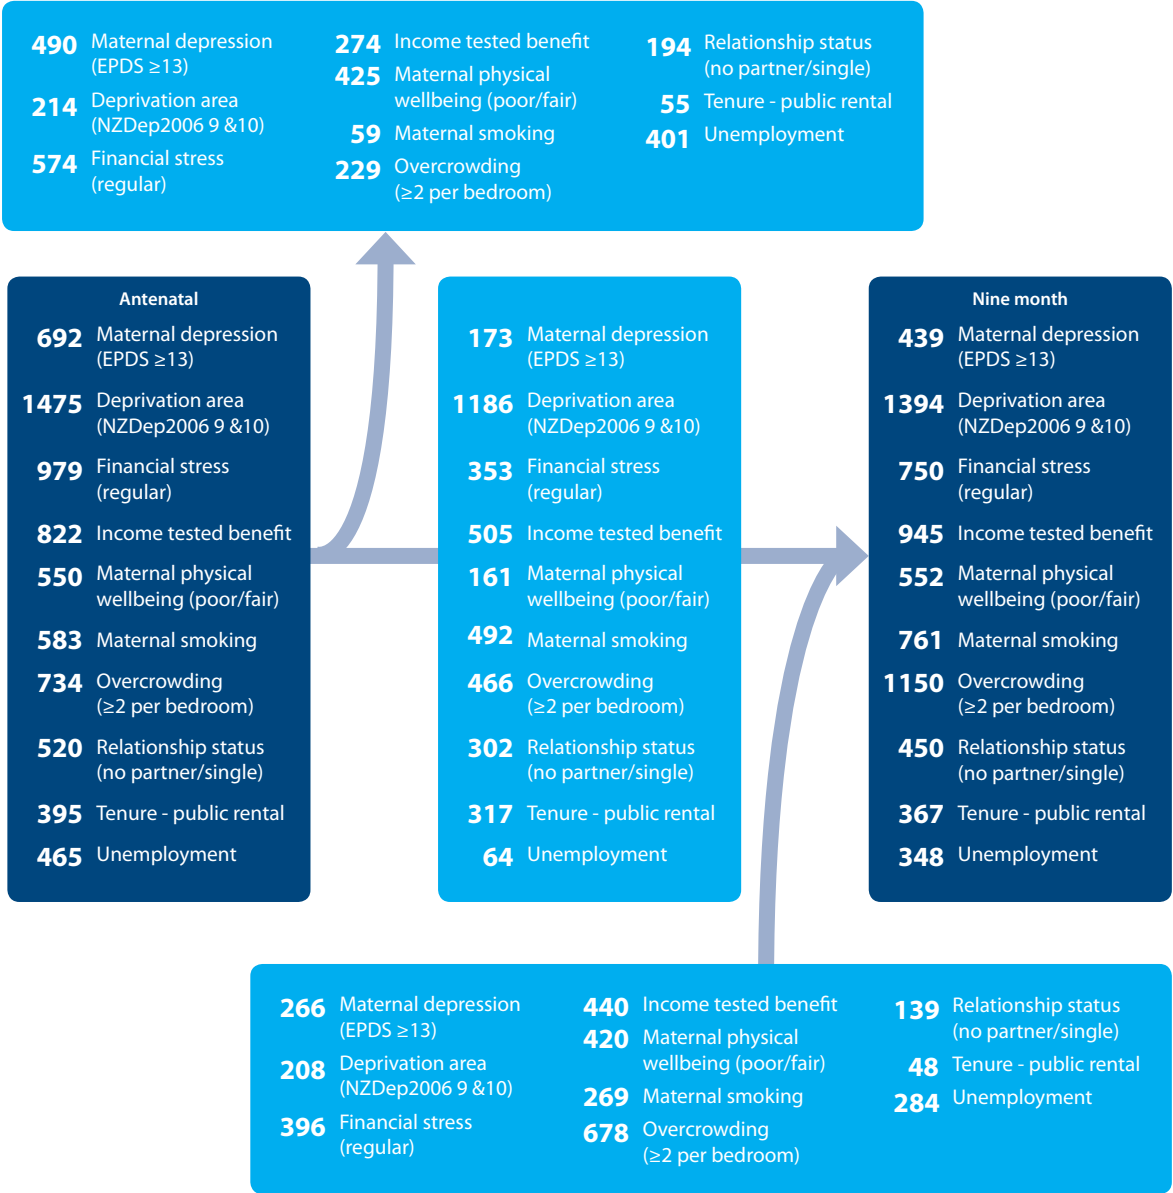 490 Maternal depression
(EPDS ≥13)
214 Deprivation area
(NZDep2006 9 &10)
574 Financial stress
(regular)
274 Income tested benefit
425 Maternal physical
wellbeing (poor/fair)
59 Maternal smoking
229 Overcrowding
(≥2 per bedroom)
194 Relationship status
(no partner/single)
55 Tenure - public rental
401 Unemployment
Antenatal
692 Maternal depression
(EPDS ≥13)
1475 Deprivation area
(NZDep2006 9 &10)
979 Financial stress
(regular)
822 Income tested benefit
550 Maternal physical
wellbeing (poor/fair)
583 Maternal smoking
734 Overcrowding
(≥2 per bedroom)
520 Relationship status
(no partner/single)
395 Tenure - public rental
465 Unemployment
173 Maternal depression
(EPDS ≥13)
1186 Deprivation area
(NZDep2006 9 &10)
353 Financial stress
(regular)
505 Income tested benefit
161 Maternal physical
wellbeing (poor/fair)
492 Maternal smoking
466 Overcrowding
(≥2 per bedroom)
302 Relationship status
(no partner/single)
317 Tenure - public rental
64 Unemployment
Nine month
439 Maternal depression
(EPDS ≥13)
1394 Deprivation area
(NZDep2006 9 &10)
750 Financial stress
(regular)
945 Income tested benefit
552 Maternal physical
wellbeing (poor/fair)
761 Maternal smoking
1150 Overcrowding
(≥2 per bedroom)
450 Relationship status
(no partner/single)
367 Tenure - public rental
348 Unemployment
266 Maternal depression
(EPDS ≥13)
208 Deprivation area
(NZDep2006 9 &10)
396 Financial stress
(regular)
440 Income tested benefit
420 Maternal physical
wellbeing (poor/fair)
269 Maternal smoking
678 Overcrowding
(≥2 per bedroom)
139 Relationship status
(no partner/single)
48 Tenure - public rental
284 Unemployment